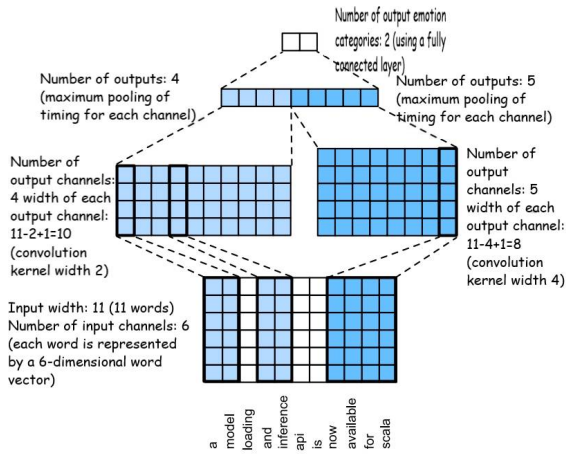 Number of output emotion
categories: 2 (using a fully
connected layer)
Number of outputs: 4
(maximum pooling of
timing for each channel)
Number of outputs: 5
(maximum pooling of
timing for each channel)
Number of
output channels:
4 width of each
output channel:
11-2+1=10
(convolution
kernel width 2)
Number of
output
channels: 5
width of each
output channel:
11-4+1=8
(convolution
kernel width 4)
Input width: 11 (11 words)
Number of input channels: 6
(each word is represented
by a 6-dimensional word
vector)
a
model
loading
and
inference
api
is
now
available
for
scala